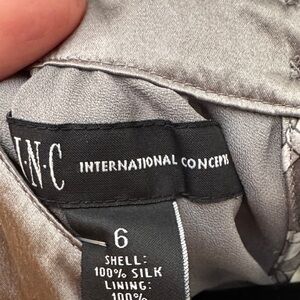 I·N·C INTERNATIONAL CONCEPTS
6
SHELL:
100% SILK
LINING:
100%